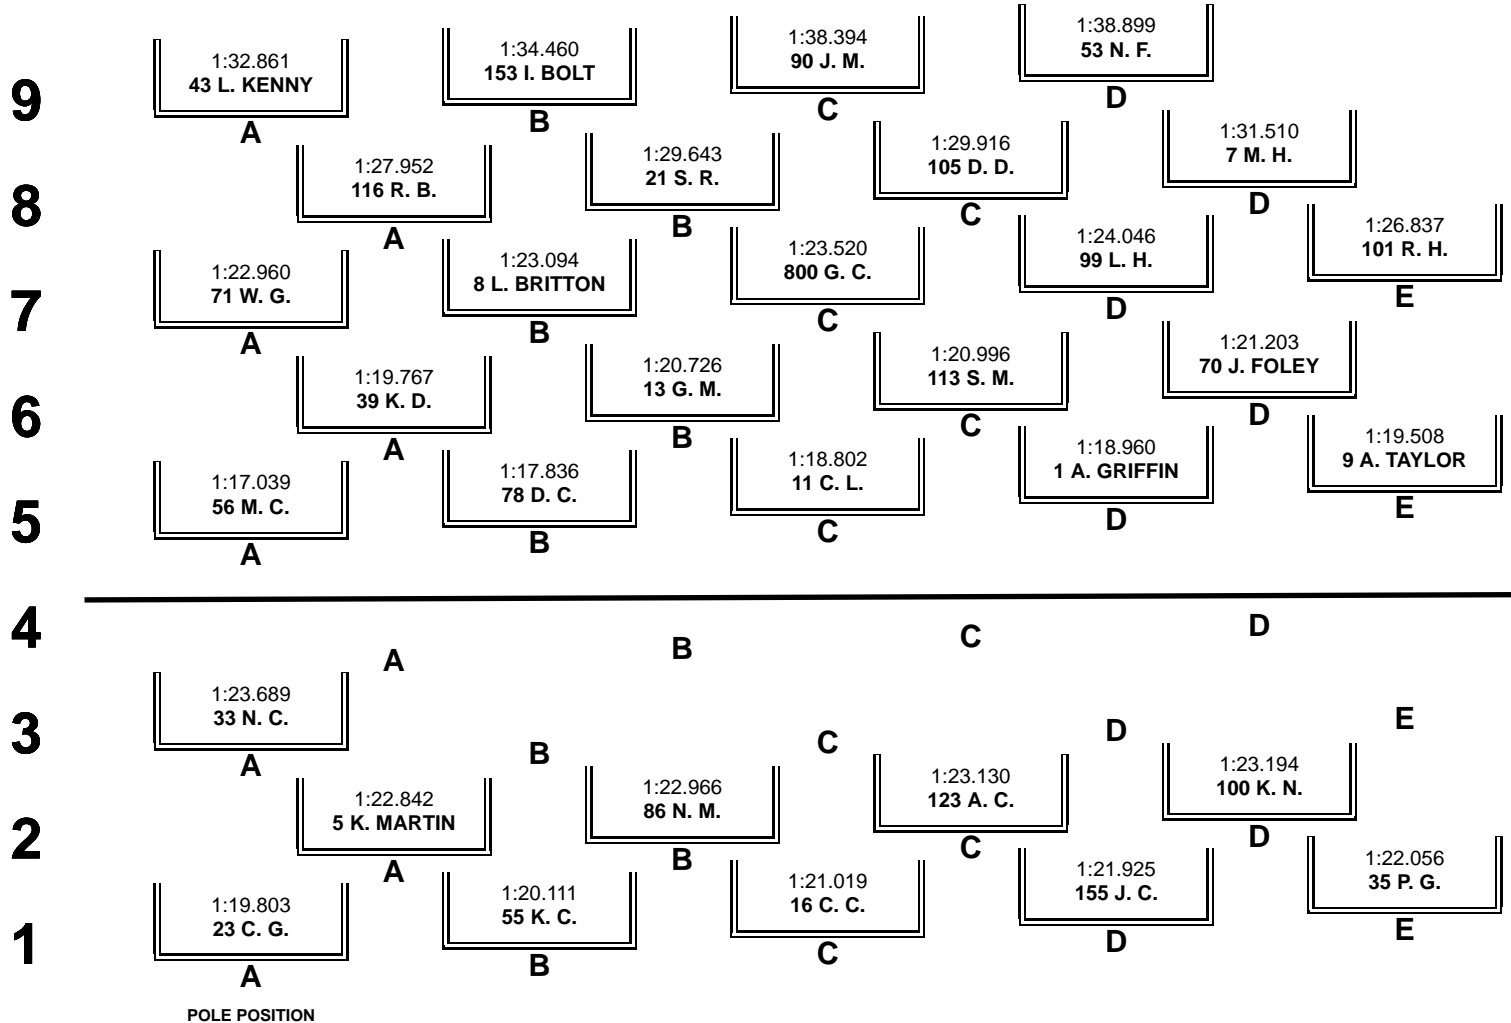 9
1:32.861
43 L. KENNY
A
1:34.460
153 I. BOLT
B
1:38.394
90 J. M.
C
1:38.899
53 N. F.
D
8
1:27.952
116 R. B.
A
1:29.643
21 S. R.
B
1:29.916
105 D. D.
C
1:31.510
7 M. H.
D
7
1:22.960
71 W. G.
A
1:23.094
8 L. BRITTON
B
1:23.520
800 G. C.
C
1:24.046
99 L. H.
D
1:26.837
101 R. H.
E
6
1:19.767
39 K. D.
A
1:20.726
13 G. M.
B
1:20.996
113 S. M.
C
1:21.203
70 J. FOLEY
D
5
1:17.039
56 M. C.
A
1:17.836
78 D. C.
B
1:18.802
11 C. L.
C
1:18.960
1 A. GRIFFIN
D
1:19.508
9 A. TAYLOR
E
4
A
B
C
D
3
1:23.689
33 N. C.
A
B
C
D
E
2
1:22.842
5 K. MARTIN
A
1:22.966
86 N. M.
B
1:23.130
123 A. C.
C
1:23.194
100 K. N.
D
1
1:19.803
23 C. G.
A
1:20.111
55 K. C.
B
1:21.019
16 C. C.
C
1:21.925
155 J. C.
D
1:22.056
35 P. G.
E
POLE POSITION